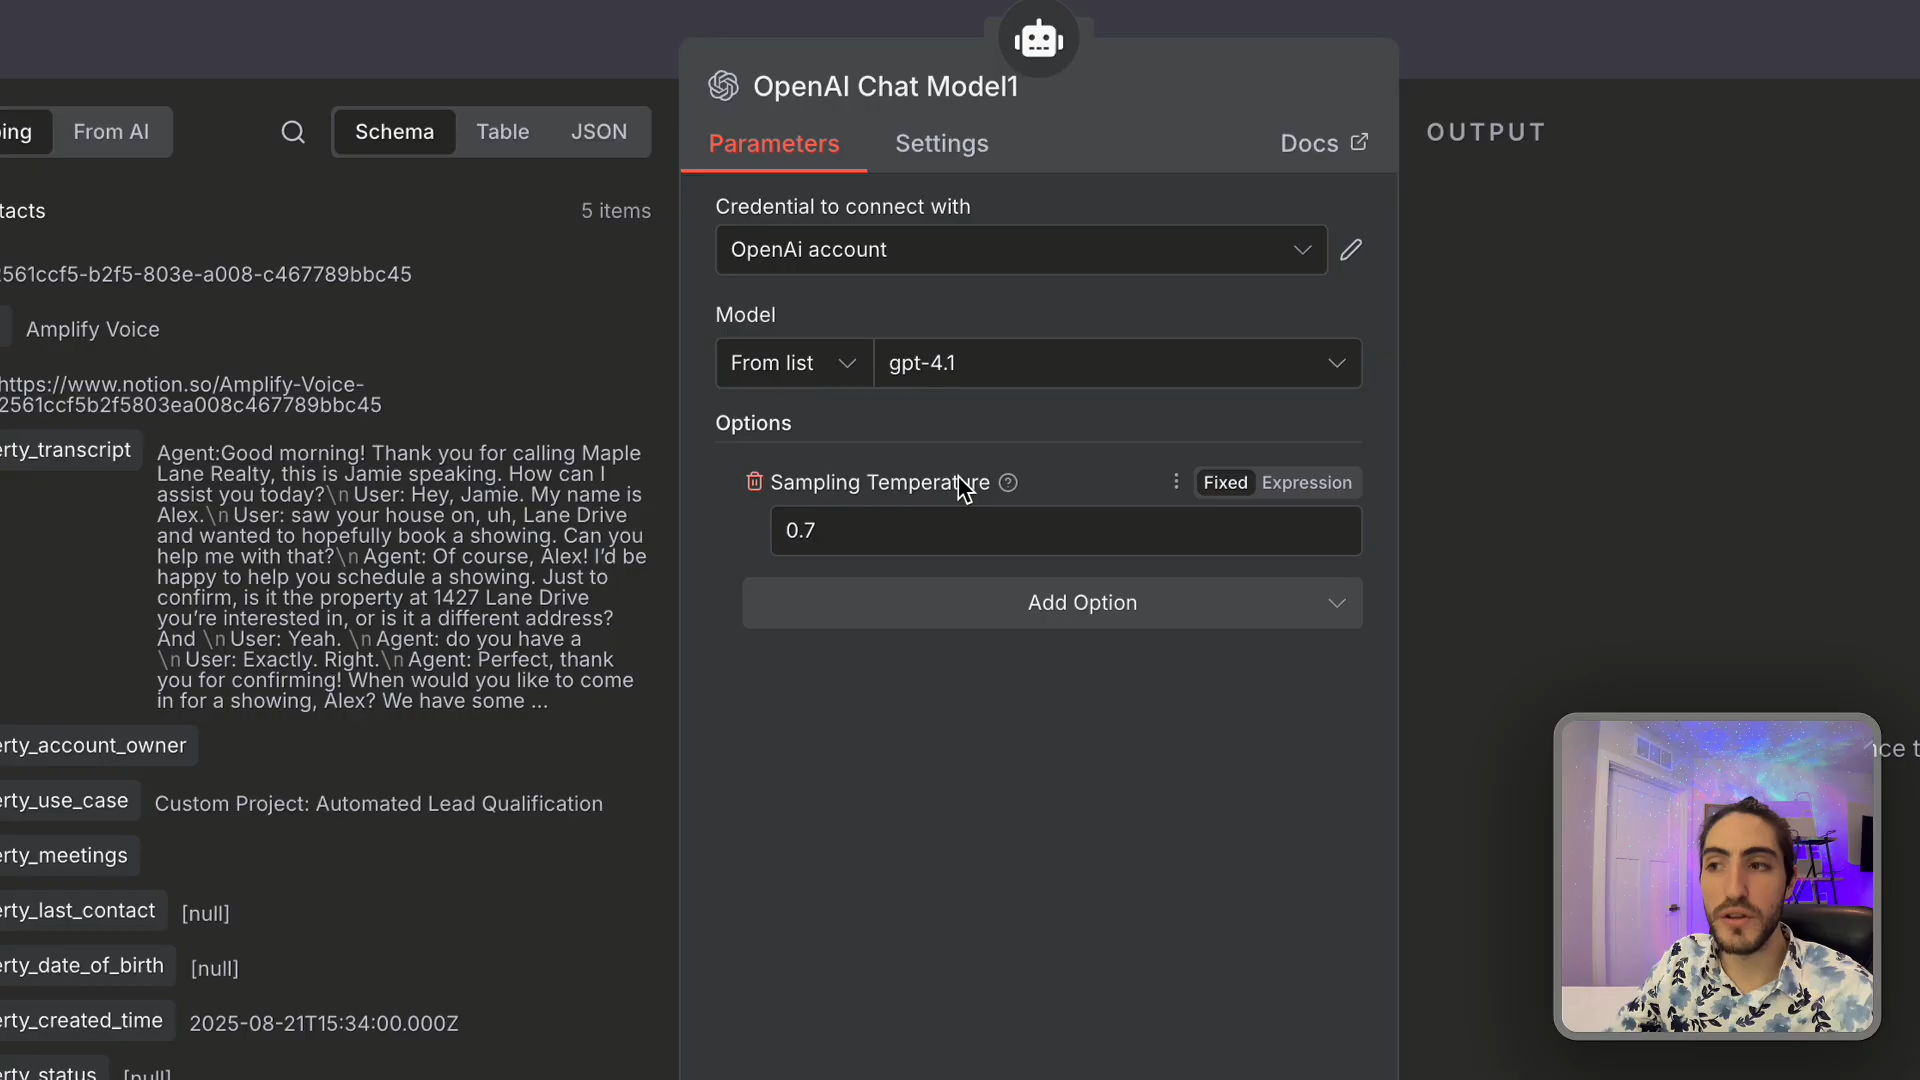 OpenAI Chat Model1
ing From AI
Schema Table JSON
Parameters Settings Docs
OUTPUT
tacts 5 items
2561ccf5-b2f5-803e-a008-c467789bbc45
Amplify Voice
https://www.notion.so/Amplify-Voice-
2561ccf5b2f5803ea008c467789bbc45
erty_transcript
Agent:Good morning! Thank you for calling Maple
Lane Realty, this is Jamie speaking. How can I
assist you today?\n User: Hey, Jamie. My name is
Alex.\n User: saw your house on, uh, Lane Drive
and wanted to hopefully book a showing. Can you
help me with that?\n Agent: Of course, Alex! I'd be
happy to help you schedule a showing. Just to
confirm, is it the property at 1427 Lane Drive
you're interested in, or is it a different address?
And \n User: Yeah. \n Agent: do you have a
\n User: Exactly. Right.\n Agent: Perfect, thank
you for confirming! When would you like to come
in for a showing, Alex? We have some ...
erty_account_owner
erty_use_case Custom Project: Automated Lead Qualification
erty_meetings
erty_last_contact [null]
erty_date_of_birth [null]
erty_created_time 2025-08-21T15:34:00.000Z
erty_status [null]
Credential to connect with
OpenAi account
Model
From list gpt-4.1
Options
Sampling Temperature Fixed Expression
0.7
Add Option